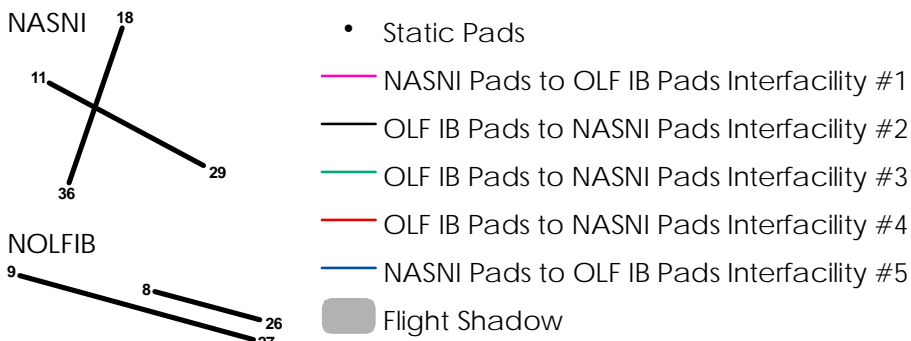 NASNI
18
11
29
36
NOLFIB
9
8
26
27
• Static Pads
NASNI Pads to OLF IB Pads Interfacility #1
OLF IB Pads to NASNI Pads Interfacility #2
OLF IB Pads to NASNI Pads Interfacility #3
OLF IB Pads to NASNI Pads Interfacility #4
NASNI Pads to OLF IB Pads Interfacility #5
Flight Shadow